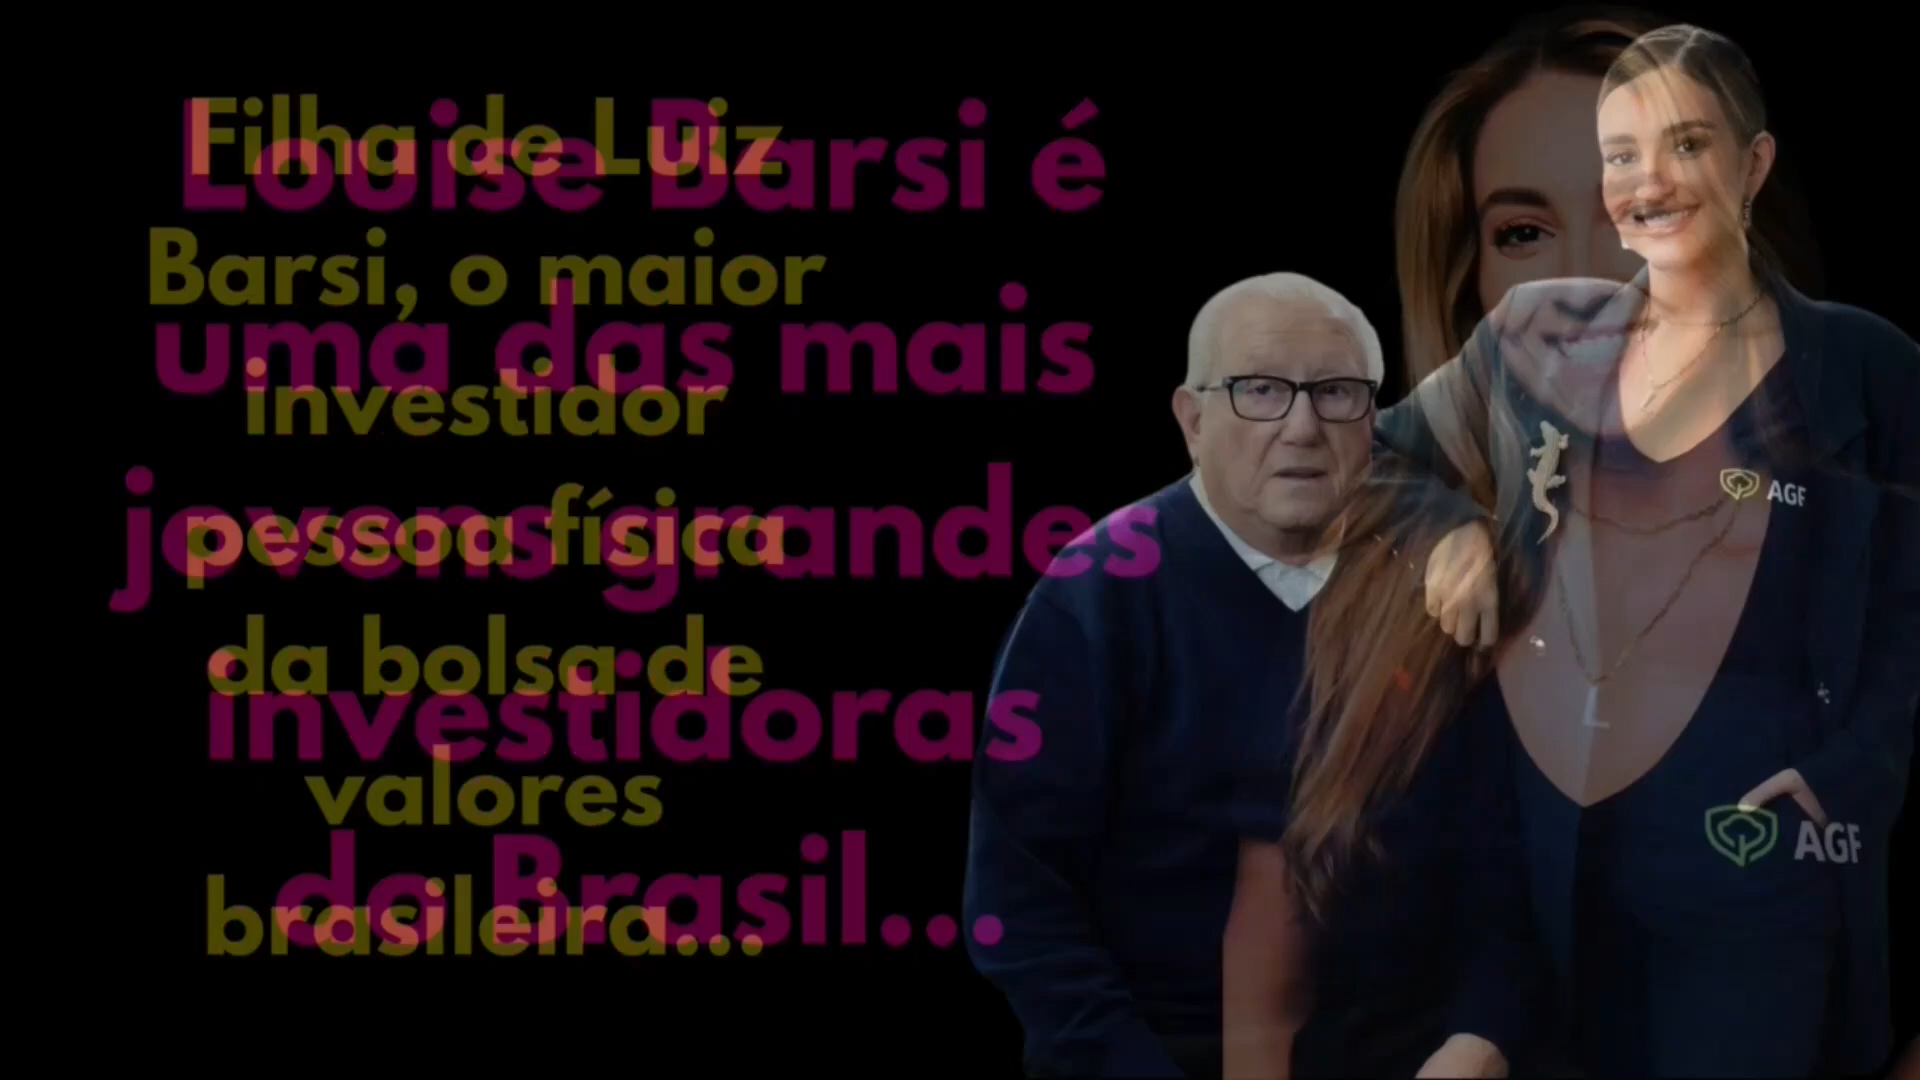 Louise Barsi é
uma das mais
jovens grandes
investidoras
do Brasil...
Filha de Luiz
Barsi, o maior
investidor
pessoa física
da bolsa de
valores
brasileira...
AGF
AGF